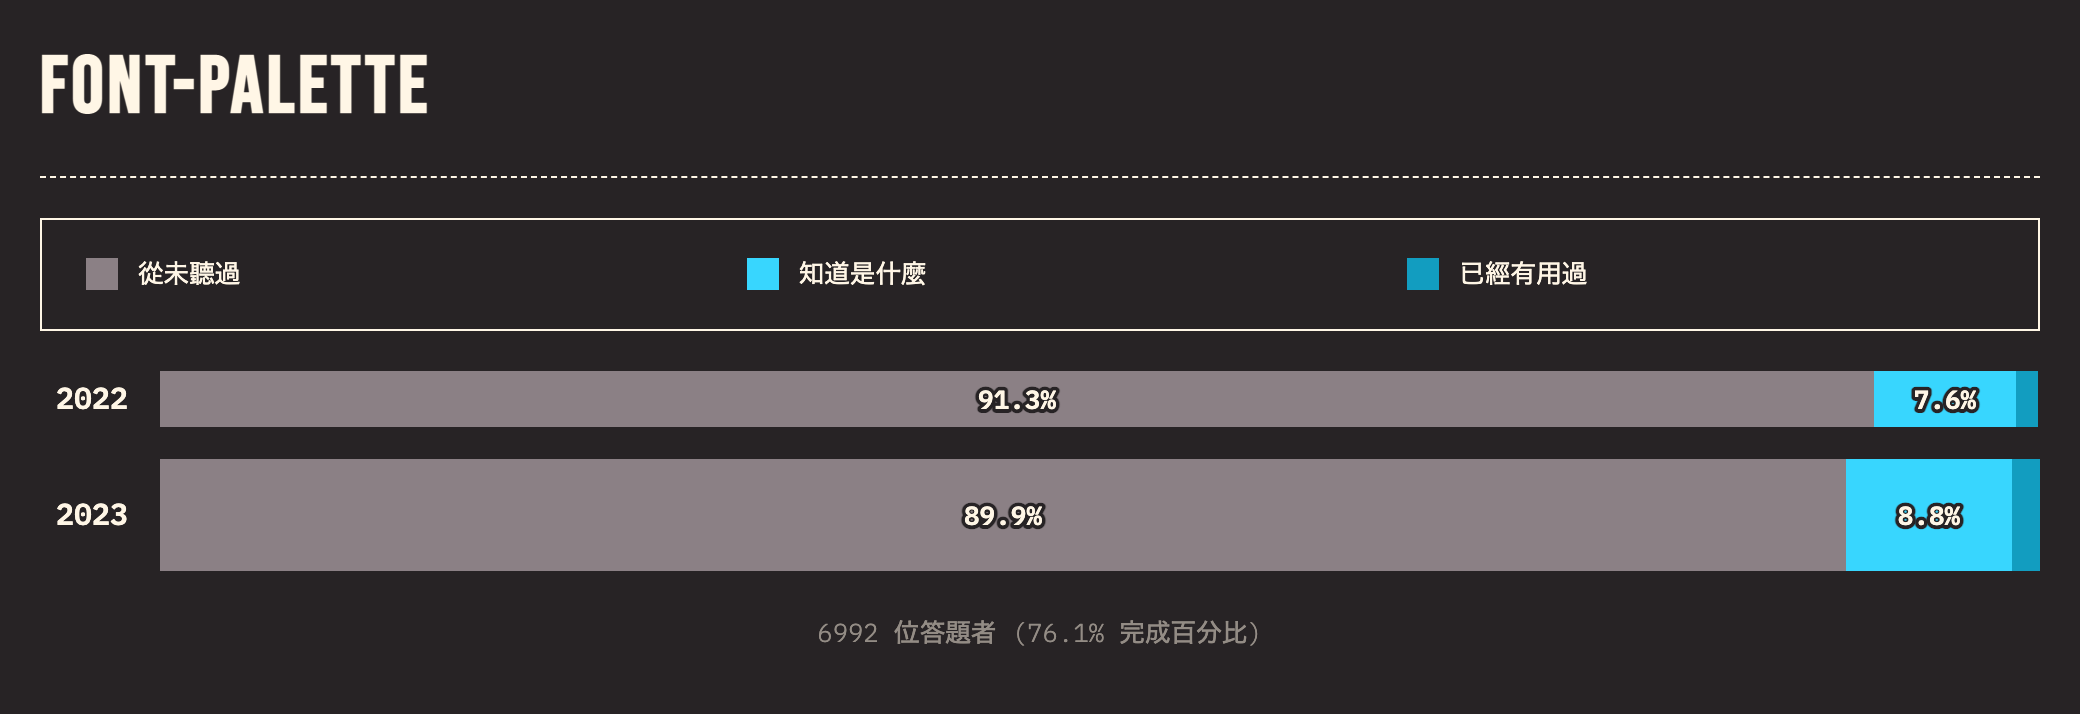 FONT-PALETTE
從未聽過 知道是什麼 已經有用過
2022 91.3% 7.6%
2023 89.9% 8.8%
6992 位答題者 (76.1% 完成百分比)